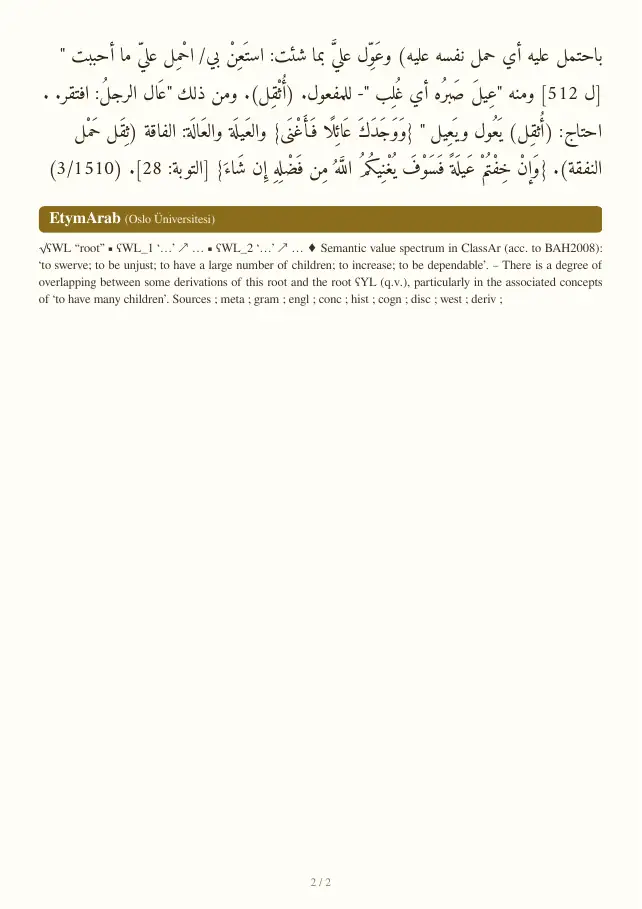 باحتمل عليه أي حمل نفسه عليه) وعَوِّل عليَّ بما شئت: استَعِنْ بي/ احْمِل عليّ ما أحببت "
[ل 512] ومنه "عِيلَ صَبرُه أي غُلِب "- للمفعول. (أُثْقِل). ومن ذلك "عَال الرجلُ: افتقر. .
احتاج: (أُثقِل) يَعُول ويَعِيل " {وَوَجَدَكَ عَائِلًا فَأَغْنَى} والعَيلَة والعَالَة: الفاقة (ثِقَل حَمْل
النفقة). {وَإِنْ خِفْتُمْ عَيلَةً فَسَوْفَ يُغْنِيكُمُ اللَّهُ مِن فَضْلِهِ إِن شَاءَ} [التوبة: 28]. (3/1510)
EtymArab (Oslo Üniversitesi)
√ʕWL “root” ▪ ʕWL_1 ‘…’ ↗ … ▪ ʕWL_2 ‘…’ ↗ … ♦ Semantic value spectrum in ClassAr (acc. to BAH2008):
‘to swerve; to be unjust; to have a large number of children; to increase; to be dependable’. – There is a degree of
overlapping between some derivations of this root and the root ʕYL (q.v.), particularly in the associated concepts
of ‘to have many children’. Sources ; meta ; gram ; engl ; conc ; hist ; cogn ; disc ; west ; deriv ;
2 / 2